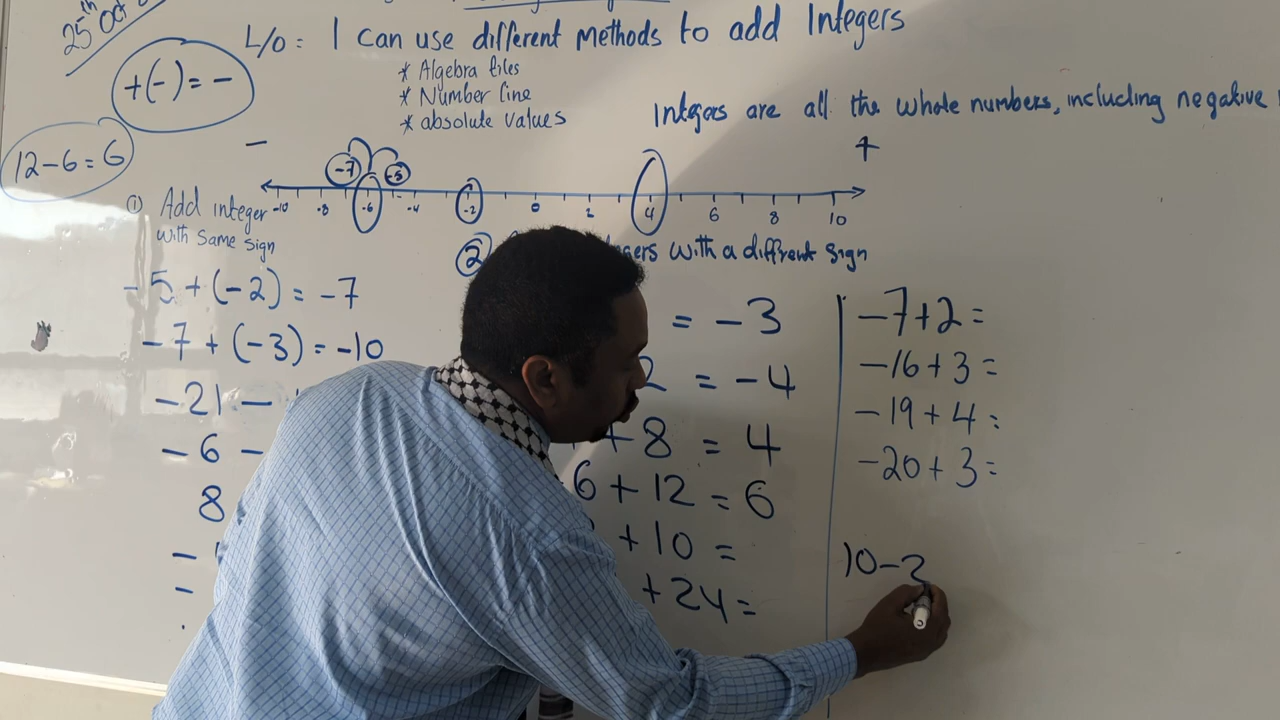 25th Oct
L/O = I can use different methods to add Integers
* Algebra tiles
* Number line
* absolute values
+(-) = -
Integers are all the whole numbers, including negative
12-6=6
- +
-7 -5
-10 -8 -6 -4 -2 0 2 4 6 8 10
① Add integer
with same sign
② with a different sign
-5 + (-2) = -7
-7 + (-3) = -10
-21 -
-6 -
8
= -3
2 = -4
+8 = 4
6 + 12 = 6
+ 10 =
+ 24 =
-7+2=
-16+3=
-19+4=
-20+3=
10-